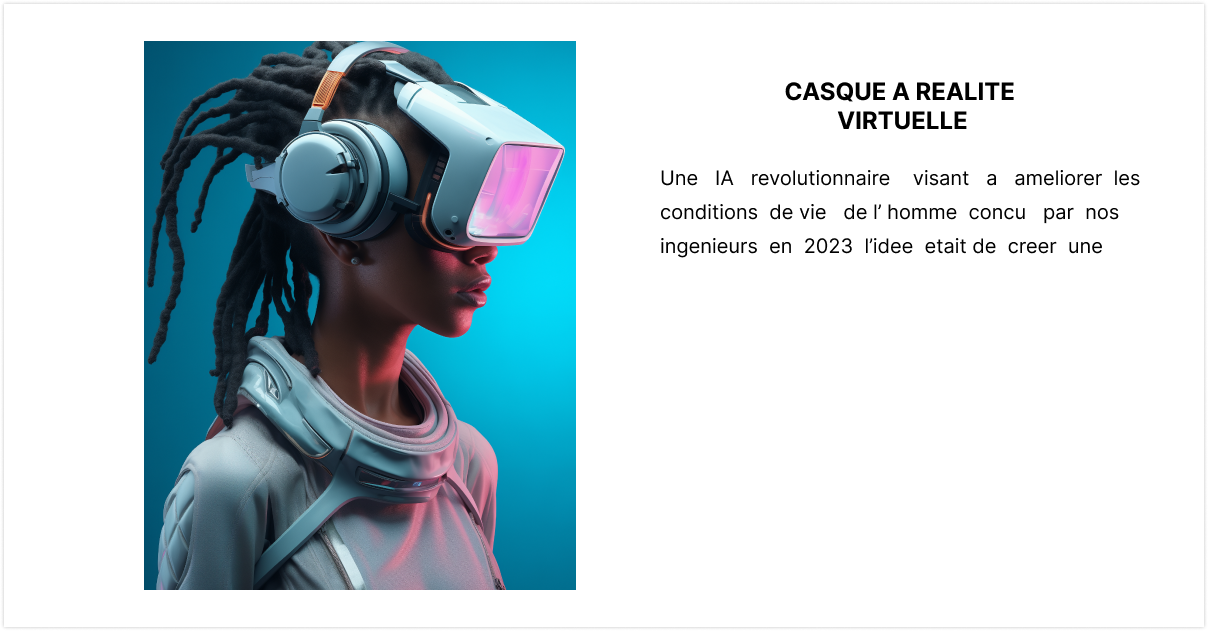 CASQUE A REALITE
VIRTUELLE
Une IA revolutionnaire visant a ameliorer les
conditions de vie de l’ homme concu par nos
ingenieurs en 2023 l’idee etait de creer une